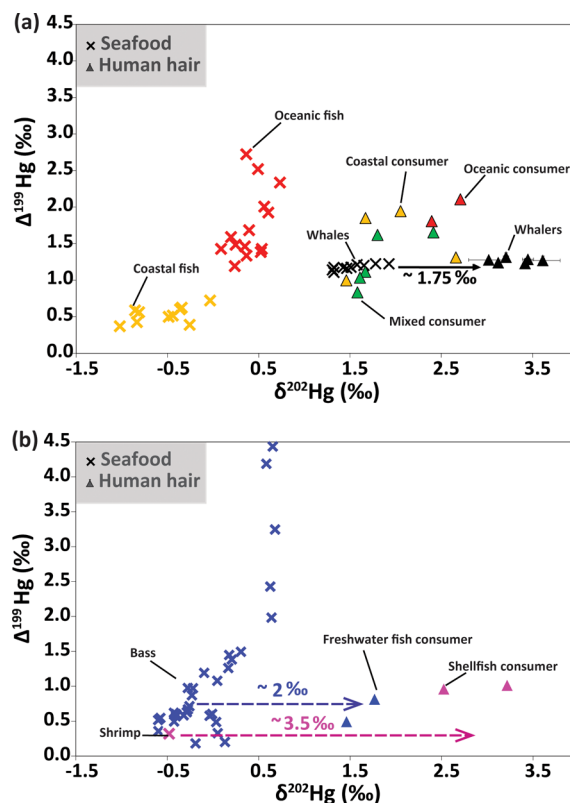 (a)
× Seafood
▲ Human hair
Oceanic fish
Coastal consumer
Oceanic consumer
Whales
Whalers
~ 1.75 ‰
Coastal fish
Mixed consumer
Δ¹⁹⁹Hg (‰)
4.5
4.0
3.5
3.0
2.5
2.0
1.5
1.0
0.5
0.0
-1.5 -0.5 0.5 1.5 2.5 3.5
δ²⁰²Hg (‰)
(b)
× Seafood
▲ Human hair
Freshwater fish consumer
Bass
Shellfish consumer
~ 2 ‰
~3.5‰
Shrimp
Δ¹⁹⁹Hg (‰)
4.5
4.0
3.5
3.0
2.5
2.0
1.5
1.0
0.5
0.0
-1.5 -0.5 0.5 1.5 2.5 3.5
δ²⁰²Hg (‰)